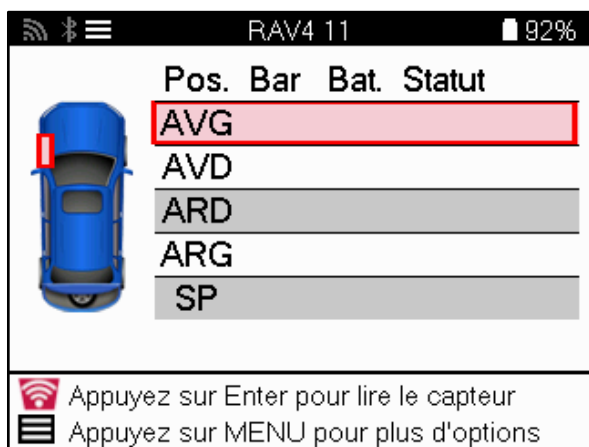 RAV4 11 92%
Pos. Bar Bat. Statut
AVG
AVD
ARD
ARG
SP
Appuyez sur Enter pour lire le capteur
Appuyez sur MENU pour plus d'options